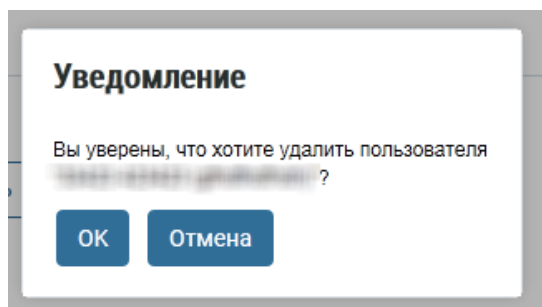 Уведомление
Вы уверены, что хотите удалить пользователя
?
OK
Отмена